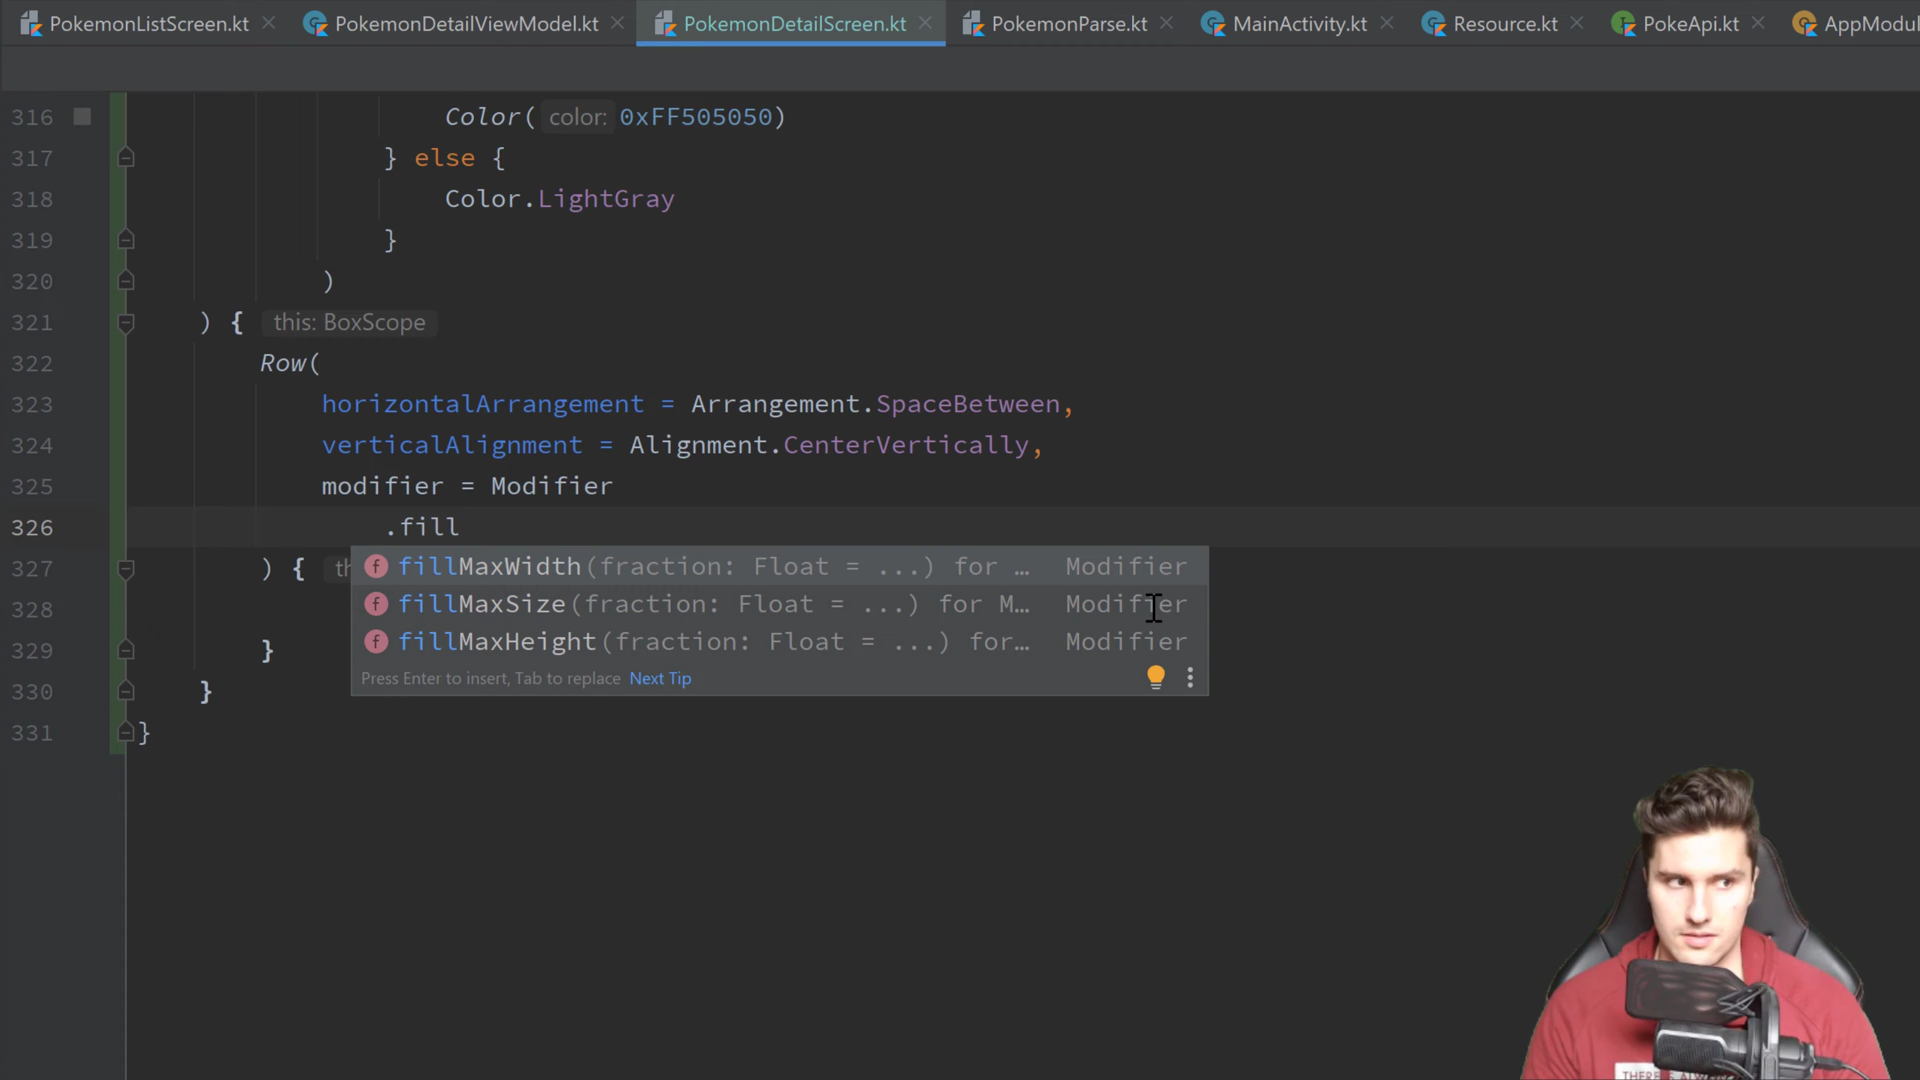 PokemonListScreen.kt PokemonDetailViewModel.kt PokemonDetailScreen.kt PokemonParse.kt MainActivity.kt Resource.kt PokeApi.kt AppModul
316 Color( color: 0xFF505050)
317 } else {
318 Color.LightGray
319 }
320 )
321 ) { this: BoxScope
322 Row(
323 horizontalArrangement = Arrangement.SpaceBetween,
324 verticalAlignment = Alignment.CenterVertically,
325 modifier = Modifier
326 .fill
327 ) { th
f fillMaxWidth(fraction: Float = ...) for … Modifier
328
f fillMaxSize(fraction: Float = ...) for M… Modifier
329 }
f fillMaxHeight(fraction: Float = ...) for… Modifier
Press Enter to insert, Tab to replace Next Tip
330 }
331 }